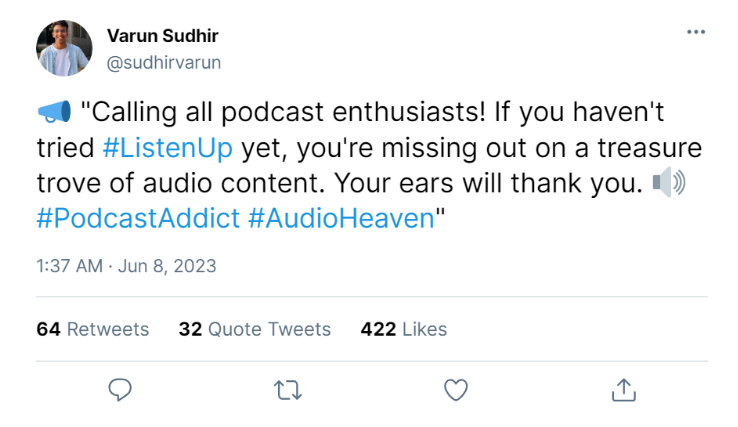 Varun Sudhir
@sudhirvarun
"Calling all podcast enthusiasts! If you haven't
tried #ListenUp yet, you're missing out on a treasure
trove of audio content. Your ears will thank you.
#PodcastAddict #AudioHeaven"
1:37 AM · Jun 8, 2023
64 Retweets 32 Quote Tweets 422 Likes